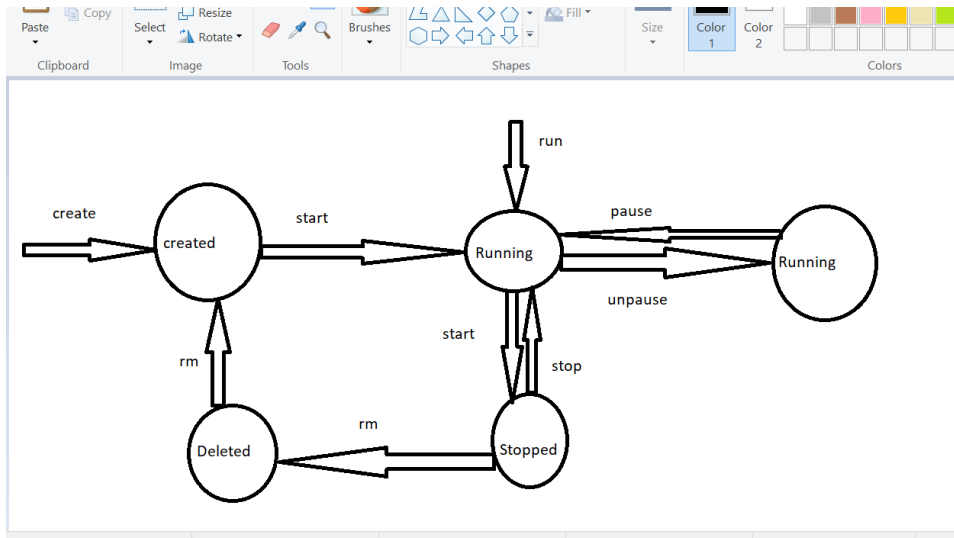 Paste
Copy
Select
Resize
Rotate
Brushes
Fill
Size
Color
1
Color
2
Clipboard
Image
Tools
Shapes
Colors
run
create
start
pause
created
Running
Running
unpause
start
rm
stop
rm
Deleted
Stopped